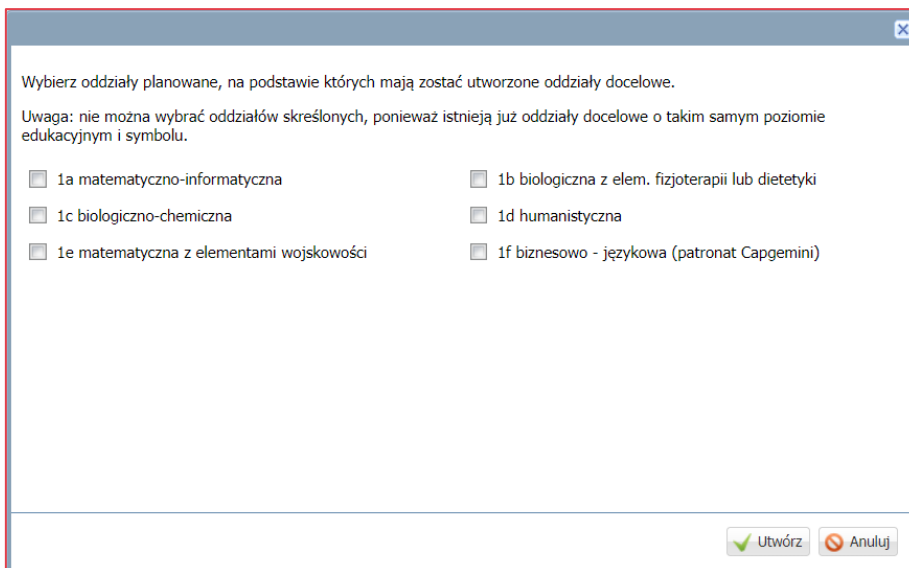 Wybierz oddziały planowane, na podstawie których mają zostać utworzone oddziały docelowe.
Uwaga: nie można wybrać oddziałów skreślonych, ponieważ istnieją już oddziały docelowe o takim samym poziomie
edukacyjnym i symbolu.
1a matematyczno-informatyczna
1b biologiczna z elem. fizjoterapii lub dietetyki
1c biologiczno-chemiczna
1d humanistyczna
1e matematyczna z elementami wojskowości
1f biznesowo - językowa (patronat Capgemini)
Utwórz
Anuluj